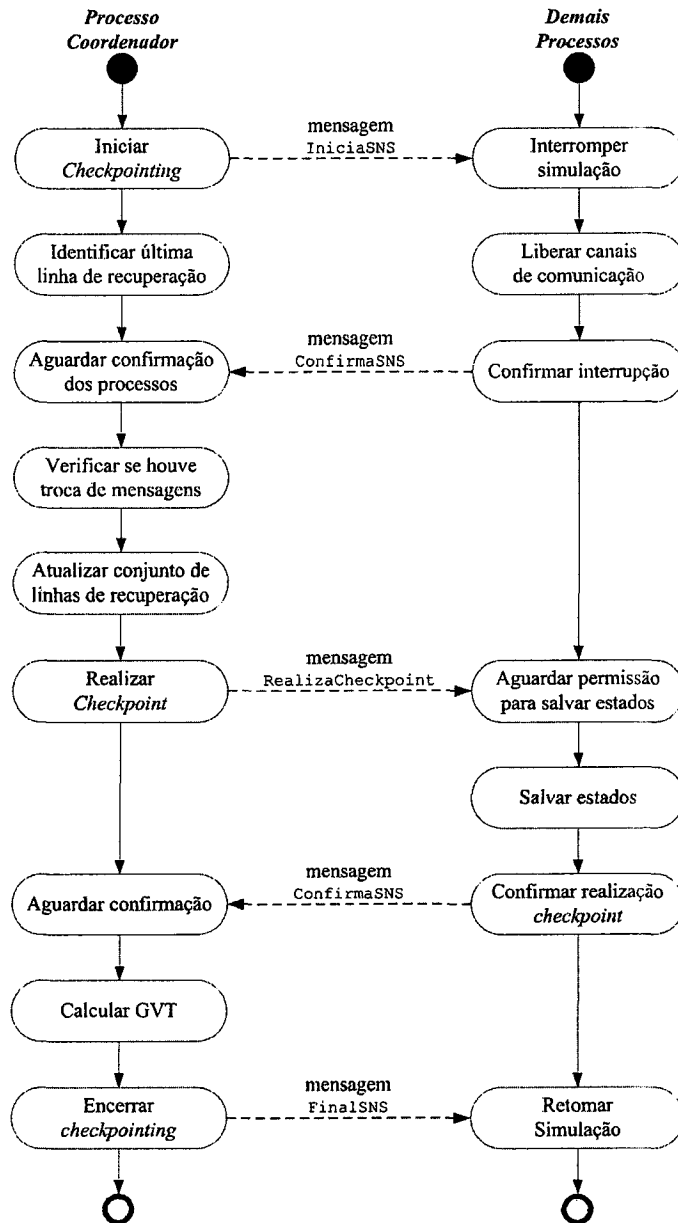 Processo
Coordenador
Demais
Processos
Iniciar
Checkpointing
mensagem
IniciaSNS
Interromper
simulação
Identificar última
linha de recuperação
Liberar canais
de comunicação
Aguardar confirmação
dos processos
mensagem
ConfirmaSNS
Confirmar interrupção
Verificar se houve
troca de mensagens
Atualizar conjunto de
linhas de recuperação
Realizar
Checkpoint
mensagem
RealizaCheckpoint
Aguardar permissão
para salvar estados
Salvar estados
Aguardar confirmação
mensagem
ConfirmaSNS
Confirmar realização
checkpoint
Calcular GVT
Encerrar
checkpointing
mensagem
FinalSNS
Retomar
Simulação